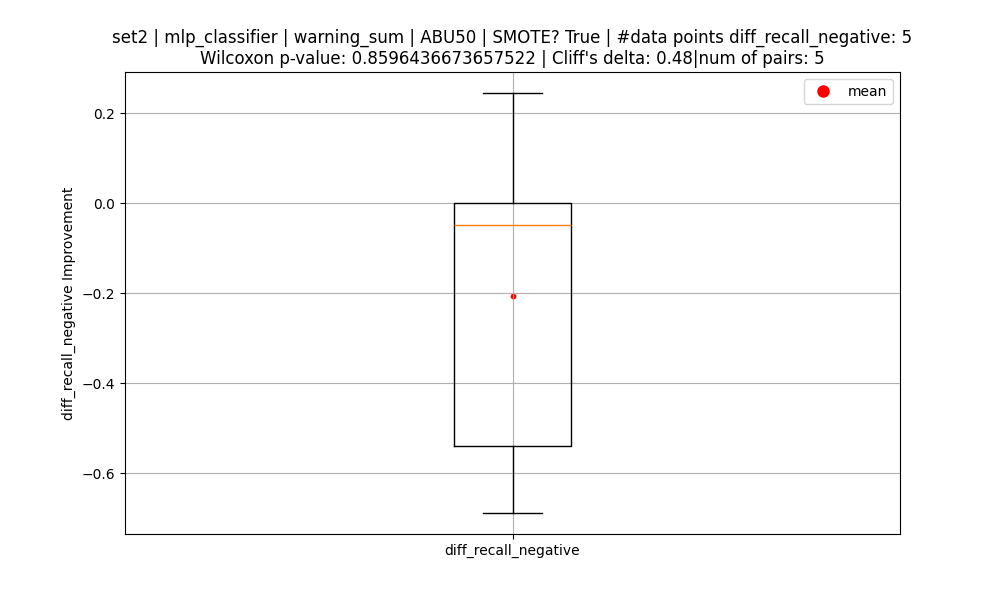 set2 | mlp_classifier | warning_sum | ABU50 | SMOTE? True | #data points diff_recall_negative: 5
Wilcoxon p-value: 0.8596436673657522 | Cliff's delta: 0.48|num of pairs: 5
mean
0.2
0.0
−0.2
−0.4
−0.6
diff_recall_negative Improvement
diff_recall_negative